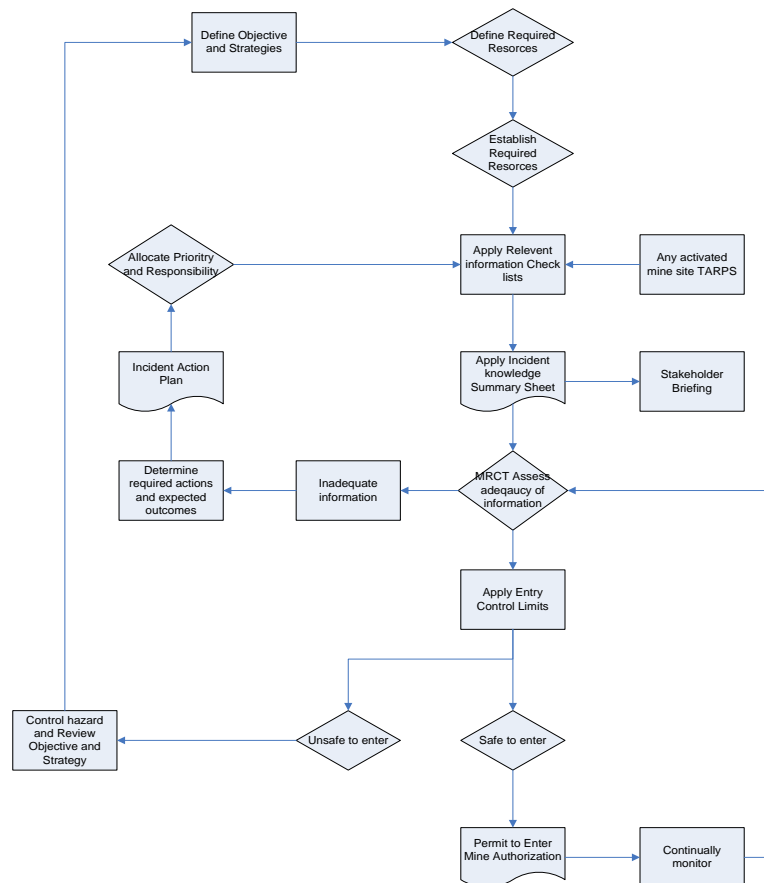 Define Objective
and Strategies
Define Required
Resorces
Establish
Required
Resorces
Allocate Prioritry
and Responsibility
Apply Relevent
information Check
lists
Any activated
mine site TARPS
Incident Action
Plan
Apply Incident
knowledge
Summary Sheet
Stakeholder
Briefing
Determine
required actions
and expected
outcomes
Inadequate
information
MRCT Assess
adeqaucy of
information
Apply Entry
Control Limits
Control hazard
and Review
Objective and
Strategy
Unsafe to enter
Safe to enter
Permit to Enter
Mine Authorization
Continually
monitor